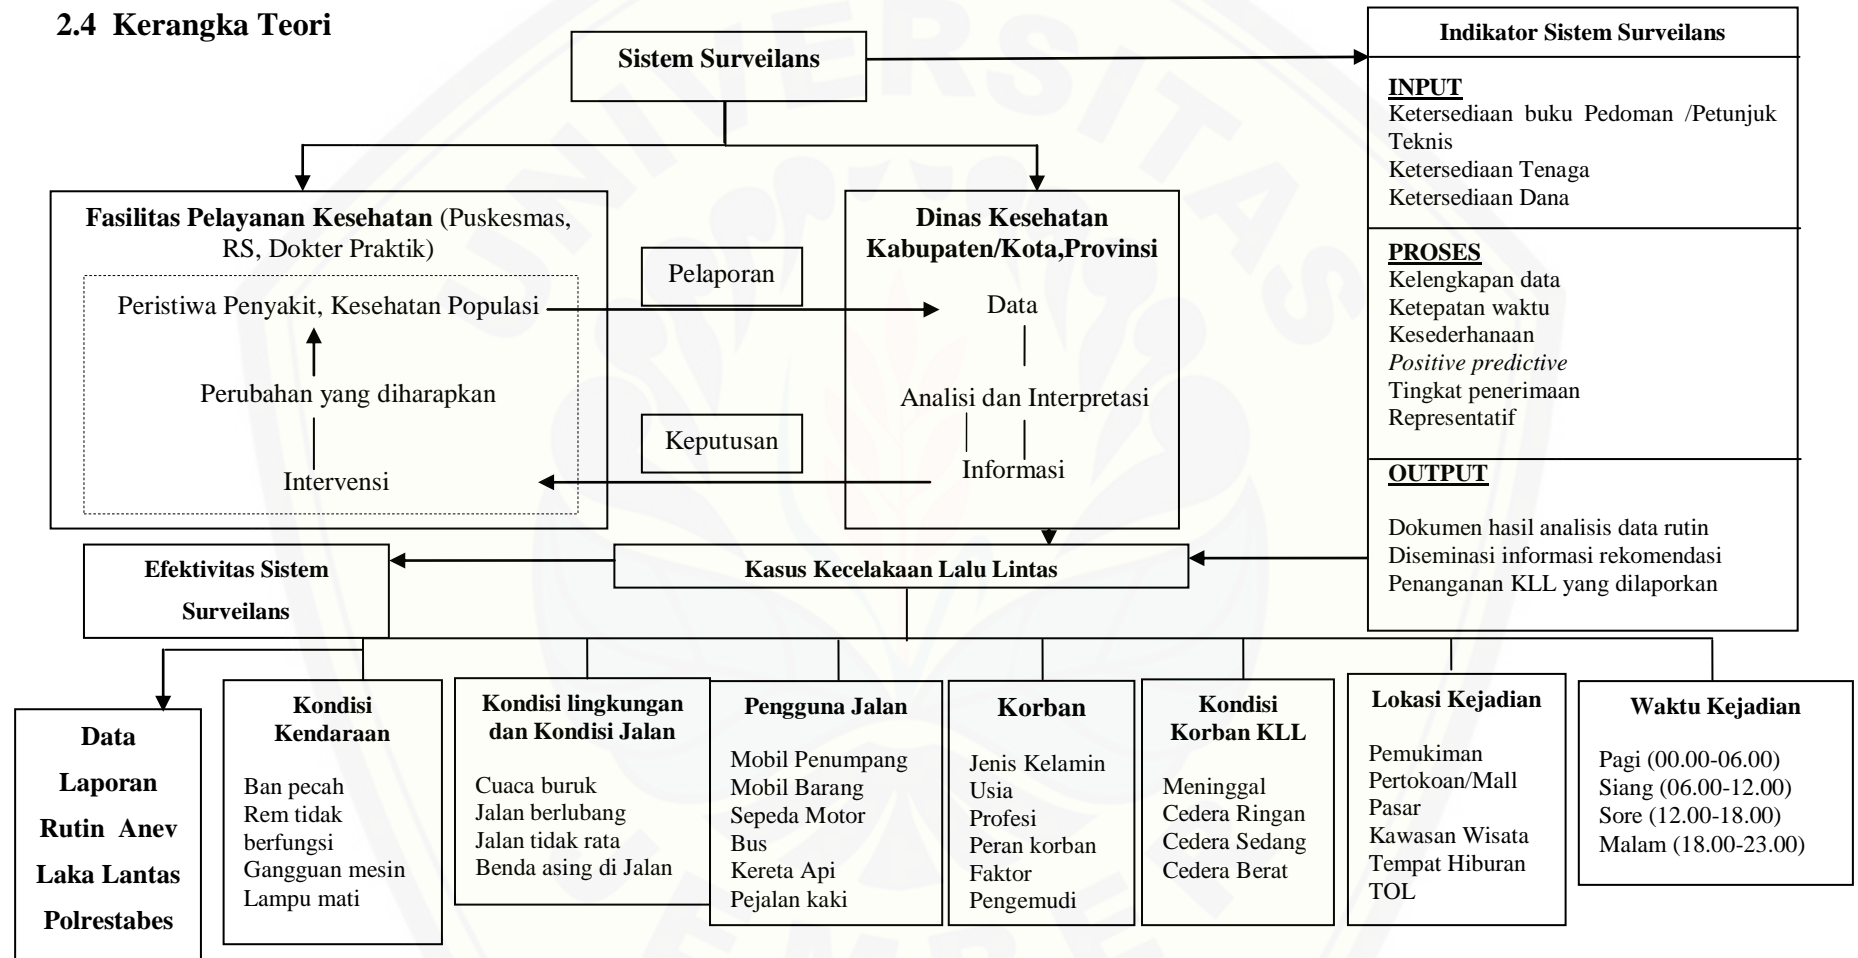 2.4 Kerangka Teori
Sistem Surveilans
Indikator Sistem Surveilans
INPUT
Ketersediaan buku Pedoman /Petunjuk
Teknis
Ketersediaan Tenaga
Ketersediaan Dana
PROSES
Kelengkapan data
Ketepatan waktu
Kesederhanaan
Positive predictive
Tingkat penerimaan
Representatif
OUTPUT
Dokumen hasil analisis data rutin
Diseminasi informasi rekomendasi
Penanganan KLL yang dilaporkan
Fasilitas Pelayanan Kesehatan (Puskesmas,
RS, Dokter Praktik)
Peristiwa Penyakit, Kesehatan Populasi
Perubahan yang diharapkan
Intervensi
Pelaporan
Keputusan
Dinas Kesehatan
Kabupaten/Kota,Provinsi
Data
Analisi dan Interpretasi
Informasi
Efektivitas Sistem
Surveilans
Kasus Kecelakaan Lalu Lintas
Data
Laporan
Rutin Anev
Laka Lantas
Polrestabes
Kondisi
Kendaraan
Ban pecah
Rem tidak
berfungsi
Gangguan mesin
Lampu mati
Kondisi lingkungan
dan Kondisi Jalan
Cuaca buruk
Jalan berlubang
Jalan tidak rata
Benda asing di Jalan
Pengguna Jalan
Mobil Penumpang
Mobil Barang
Sepeda Motor
Bus
Kereta Api
Pejalan kaki
Korban
Jenis Kelamin
Usia
Profesi
Peran korban
Faktor
Pengemudi
Kondisi
Korban KLL
Meninggal
Cedera Ringan
Cedera Sedang
Cedera Berat
Lokasi Kejadian
Pemukiman
Pertokoan/Mall
Pasar
Kawasan Wisata
Tempat Hiburan
TOL
Waktu Kejadian
Pagi (00.00-06.00)
Siang (06.00-12.00)
Sore (12.00-18.00)
Malam (18.00-23.00)
UNIVERSITAS